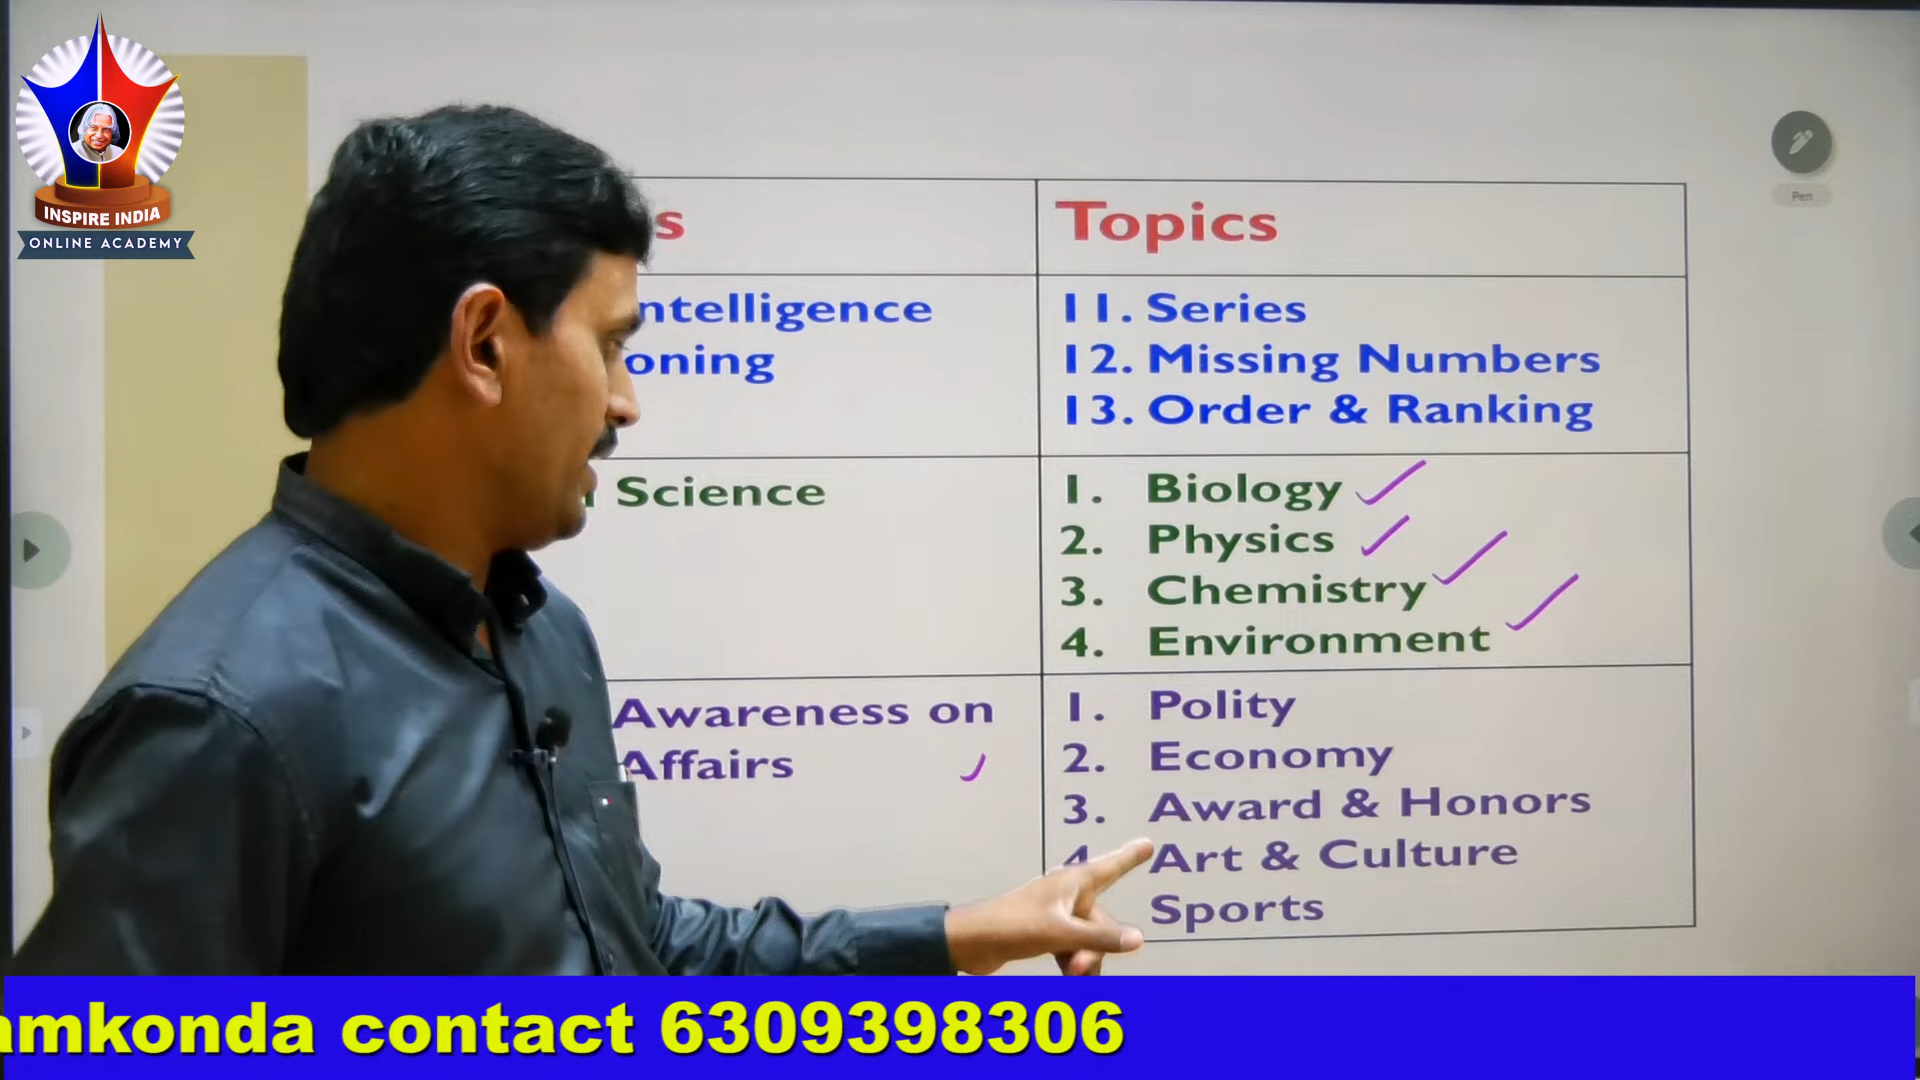 INSPIRE INDIA
ONLINE ACADEMY
Pen
Topics
ntelligence
oning
11. Series
12. Missing Numbers
13. Order & Ranking
Science
1. Biology
2. Physics
3. Chemistry
4. Environment
Awareness on
Affairs
1. Polity
2. Economy
3. Award & Honors
4. Art & Culture
Sports
amkonda contact 6309398306